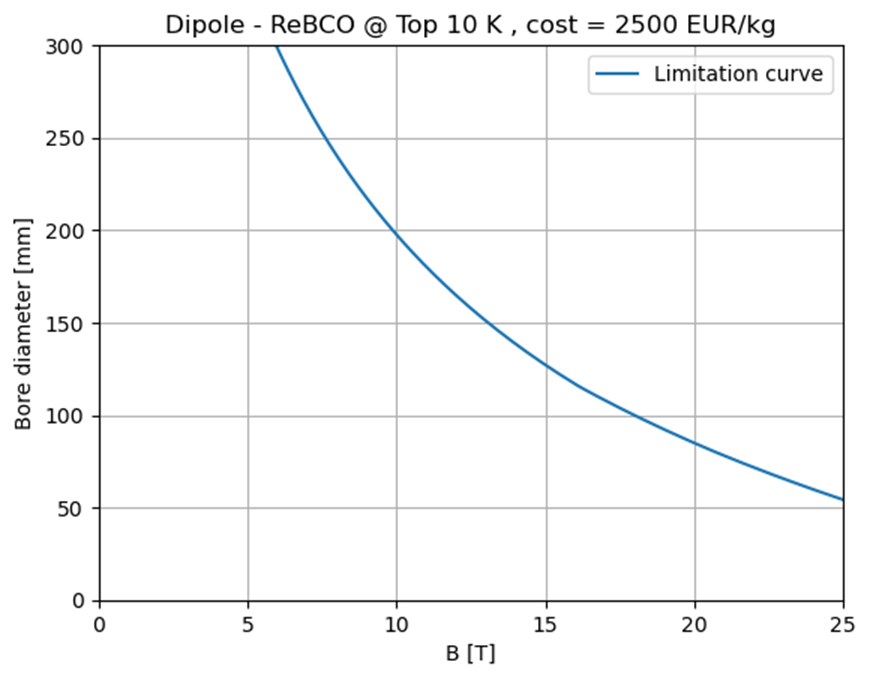 Dipole - ReBCO @ Top 10 K , cost = 2500 EUR/kg
Limitation curve
Bore diameter [mm]
300
250
200
150
100
50
0
0 5 10 15 20 25
B [T]